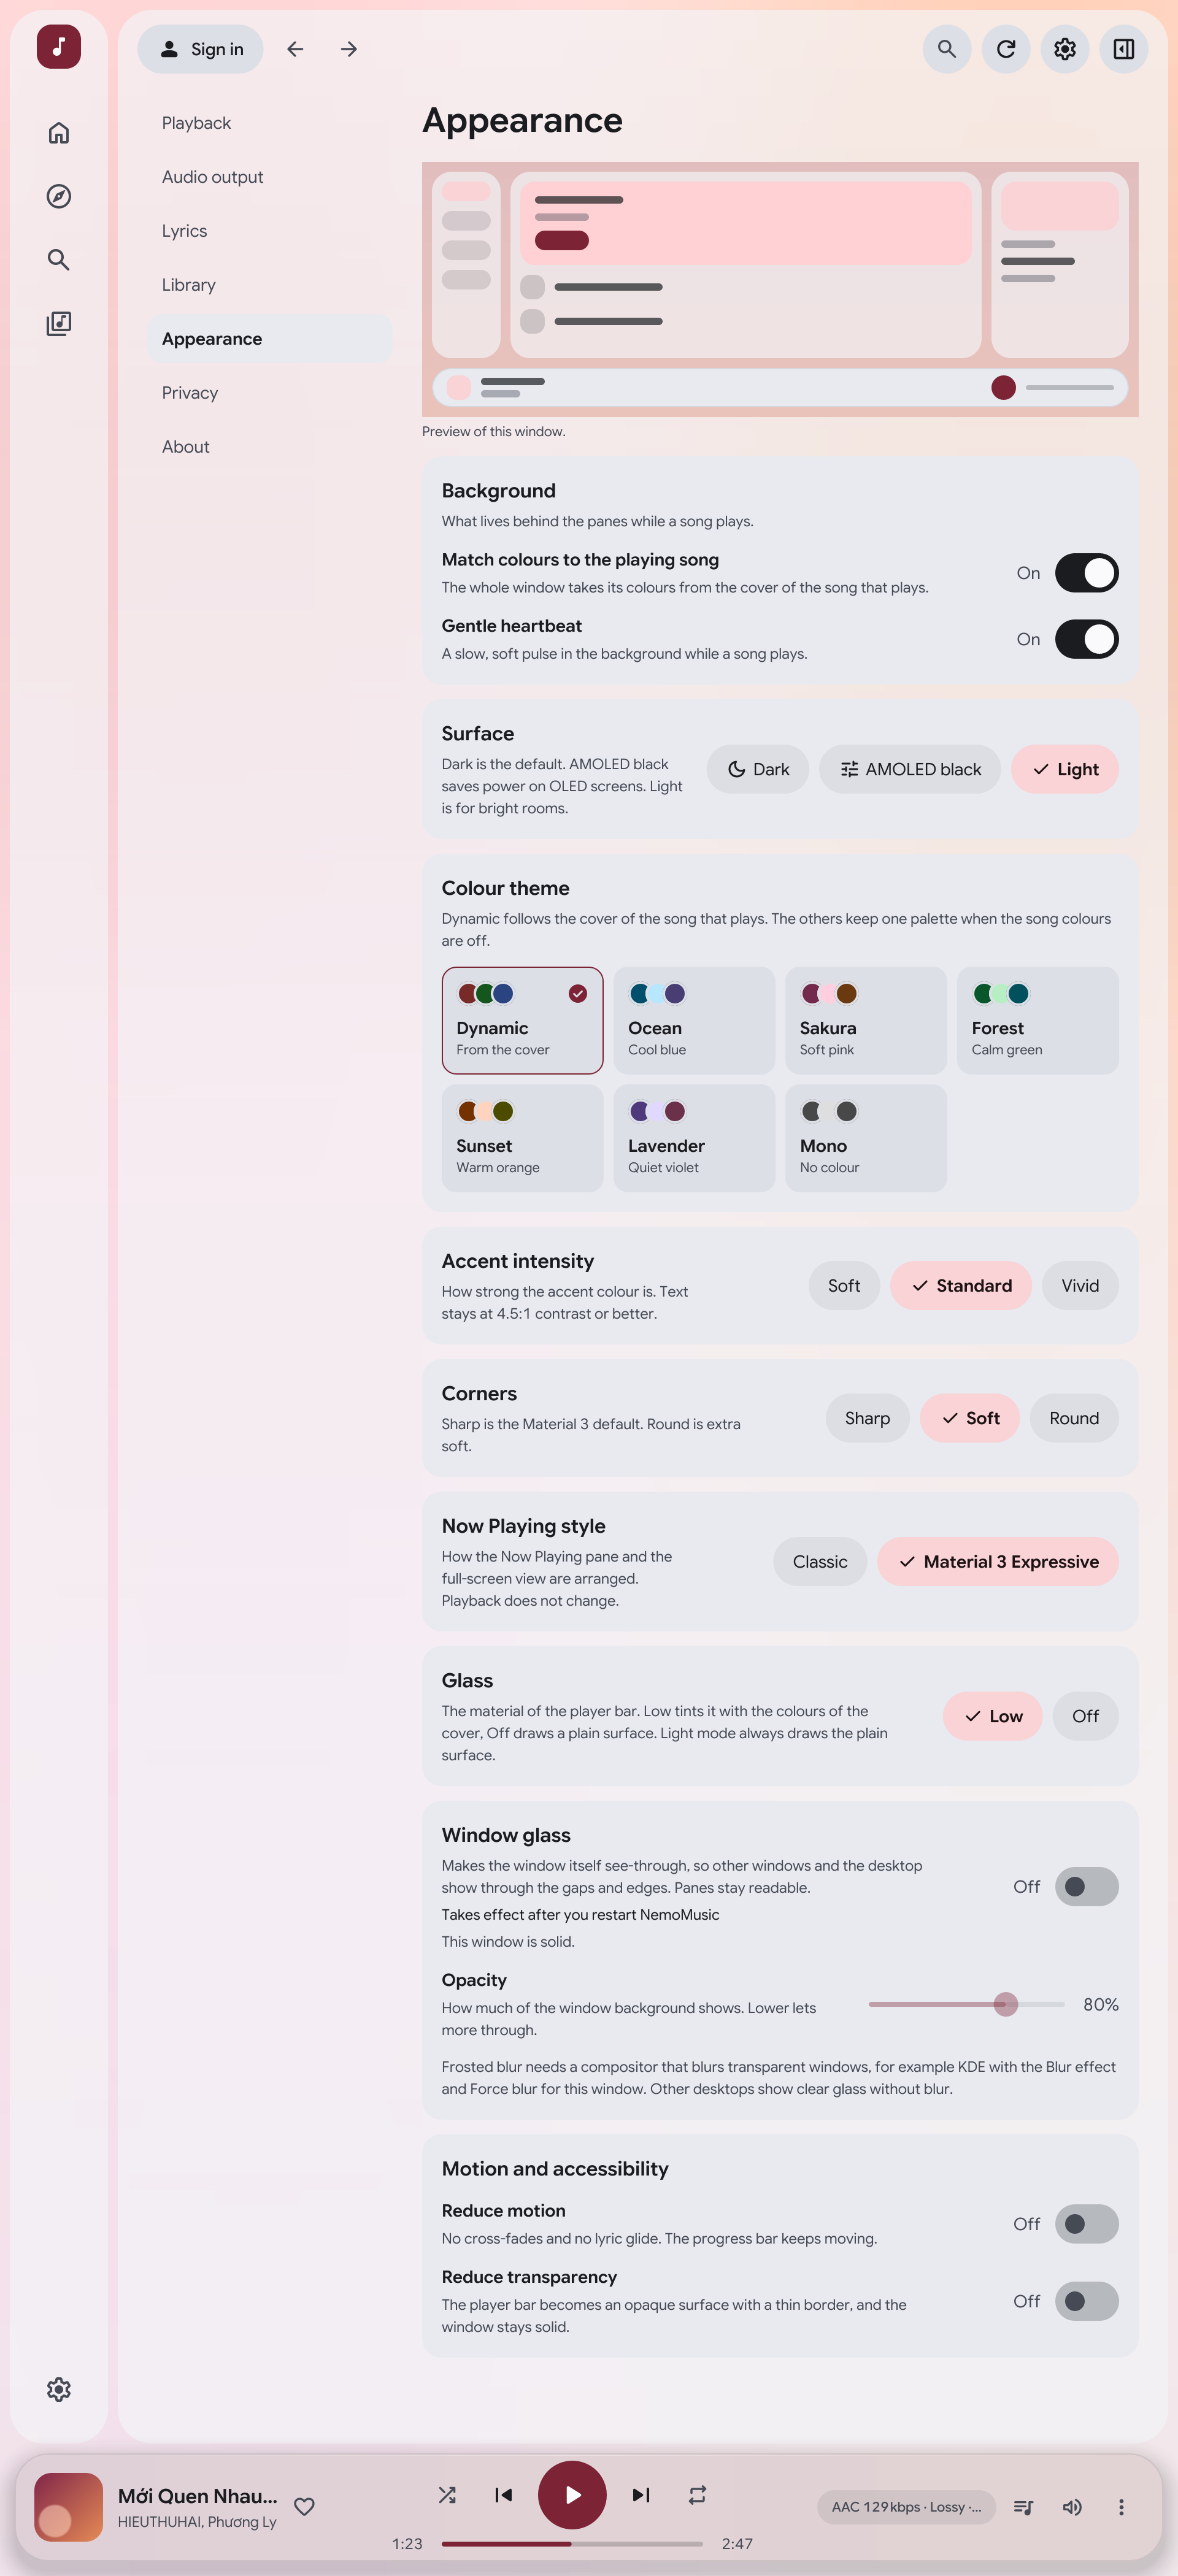 Sign in
Playback
Audio output
Lyrics
Library
Appearance
Privacy
About
Appearance
Preview of this window.
Background
What lives behind the panes while a song plays.
Match colours to the playing song
The whole window takes its colours from the cover of the song that plays.
On
Gentle heartbeat
A slow, soft pulse in the background while a song plays.
On
Surface
Dark is the default. AMOLED black
saves power on OLED screens. Light
is for bright rooms.
Dark
AMOLED black
Light
Colour theme
Dynamic follows the cover of the song that plays. The others keep one palette when the song colours
are off.
Dynamic
From the cover
Ocean
Cool blue
Sakura
Soft pink
Forest
Calm green
Sunset
Warm orange
Lavender
Quiet violet
Mono
No colour
Accent intensity
How strong the accent colour is. Text
stays at 4.5:1 contrast or better.
Soft
Standard
Vivid
Corners
Sharp is the Material 3 default. Round is extra
soft.
Sharp
Soft
Round
Now Playing style
How the Now Playing pane and the
full-screen view are arranged.
Playback does not change.
Classic
Material 3 Expressive
Glass
The material of the player bar. Low tints it with the colours of the
cover, Off draws a plain surface. Light mode always draws the plain
surface.
Low
Off
Window glass
Makes the window itself see-through, so other windows and the desktop
show through the gaps and edges. Panes stay readable.
Takes effect after you restart NemoMusic
This window is solid.
Off
Opacity
How much of the window background shows. Lower lets
more through.
80%
Frosted blur needs a compositor that blurs transparent windows, for example KDE with the Blur effect
and Force blur for this window. Other desktops show clear glass without blur.
Motion and accessibility
Reduce motion
No cross-fades and no lyric glide. The progress bar keeps moving.
Off
Reduce transparency
The player bar becomes an opaque surface with a thin border, and the
window stays solid.
Off
Mới Quen Nhau...
HIEUTHUHAI, Phương Ly
1:23
2:47
AAC 129 kbps · Lossy ·...